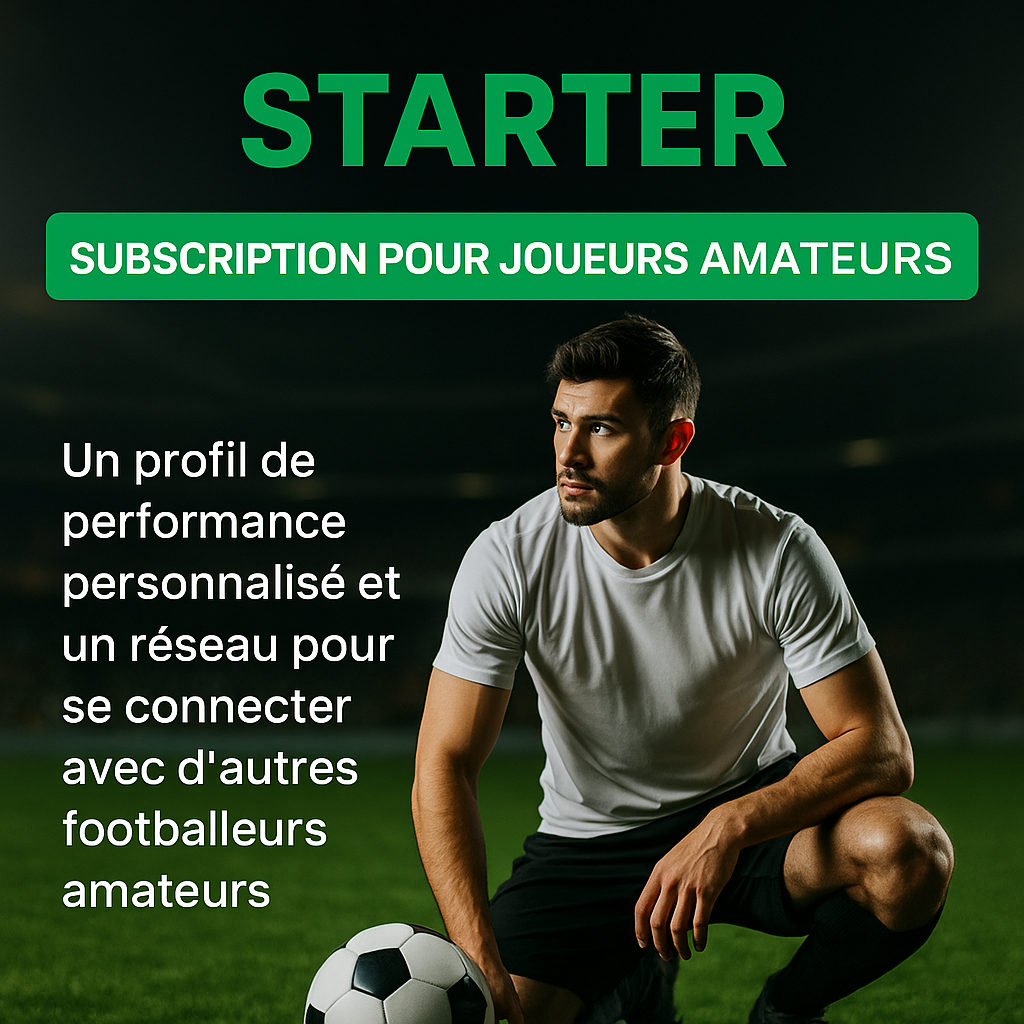 STARTER
SUBSCRIPTION POUR JOUEURS AMATEURS
Un profil de
performance
personnalisé et
un réseau pour
se connecter
avec d'autres
footballeurs
amateurs